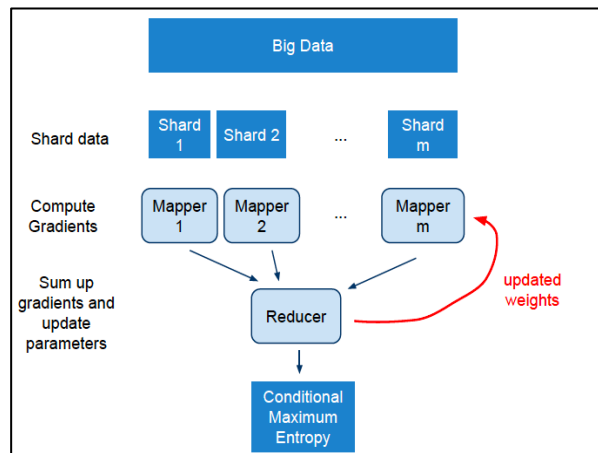 Big Data
Shard data
Shard
1
Shard 2
...
Shard
m
Compute
Gradients
Mapper
1
Mapper
2
...
Mapper
m
Sum up
gradients and
update
parameters
Reducer
updated
weights
Conditional
Maximum
Entropy